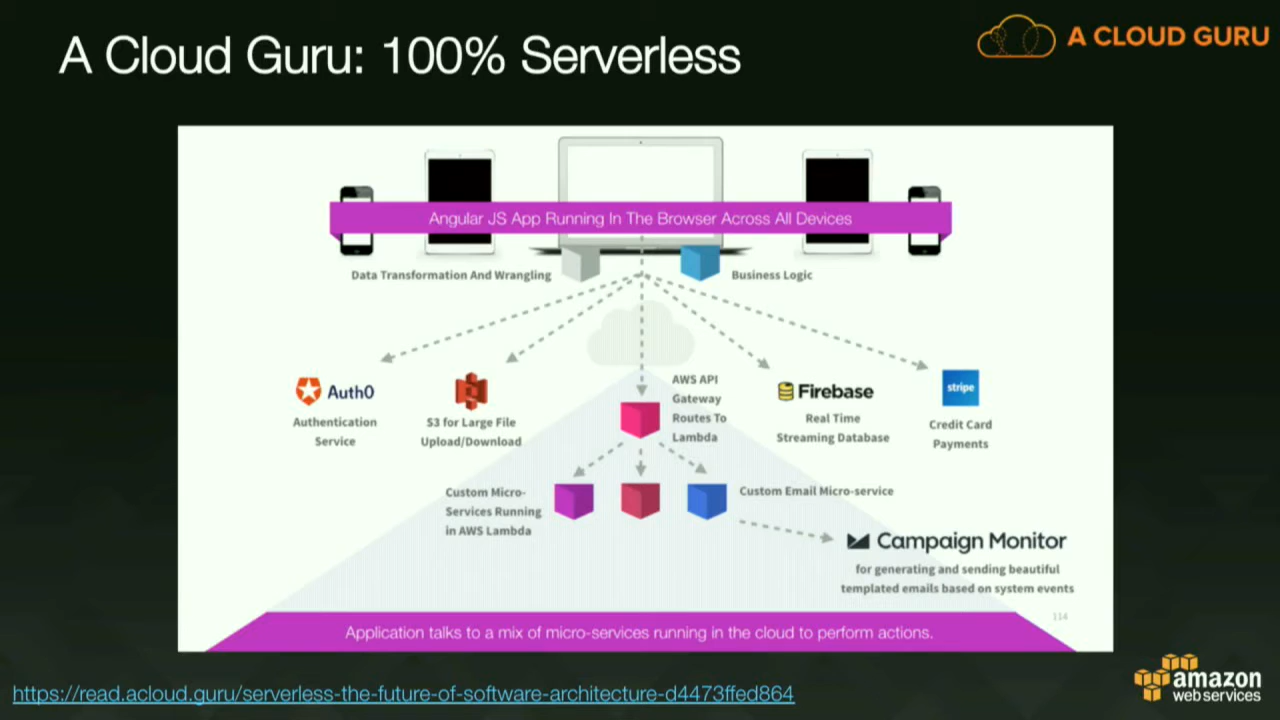 A Cloud Guru: 100% Serverless
A CLOUD GURU
Angular JS App Running In The Browser Across All Devices
Data Transformation And Wrangling
Business Logic
Auth0
Authentication
Service
S3 for Large File
Upload/Download
AWS API
Gateway
Routes To
Lambda
Firebase
Real Time
Streaming Database
stripe
Credit Card
Payments
Custom Micro-
Services Running
in AWS Lambda
Custom Email Micro-service
Campaign Monitor
for generating and sending beautiful
templated emails based on system events
114
Application talks to a mix of micro-services running in the cloud to perform actions.
https://read.acloud.guru/serverless-the-future-of-software-architecture-d4473ffed864
amazon
web services